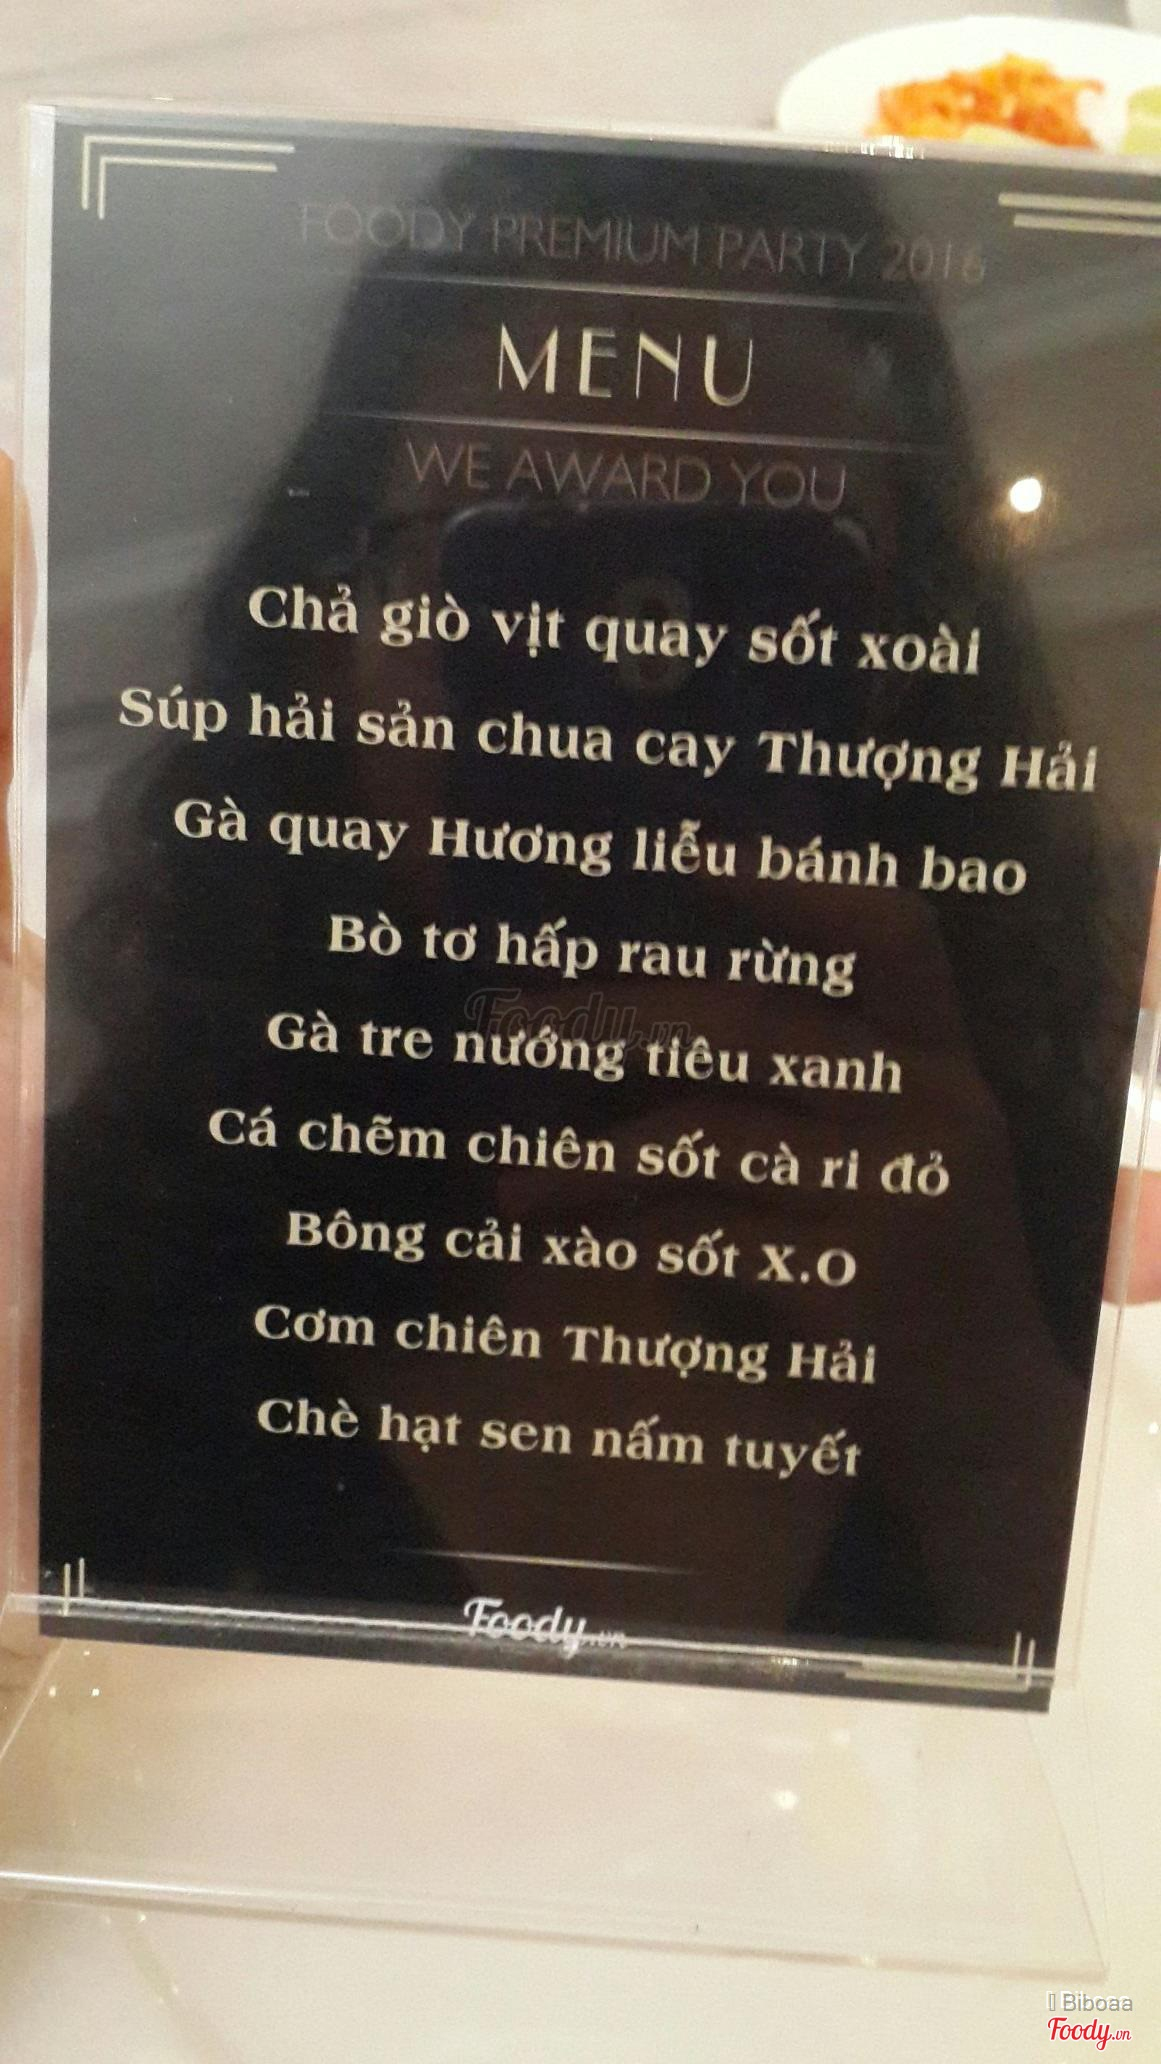 FOODY PREMIUM PARTY 2016
MENU
WE AWARD YOU
Chả giò vịt quay sốt xoài
Súp hải sản chua cay Thượng Hải
Gà quay Hương liễu bánh bao
Bò tơ hấp rau rừng
Foody.vn
Gà tre nướng tiêu xanh
Cá chẽm chiên sốt cà ri đỏ
Bông cải xào sốt X.O
Cơm chiên Thượng Hải
Chè hạt sen nấm tuyết
Foody.vn
Biboaa
Foody.vn